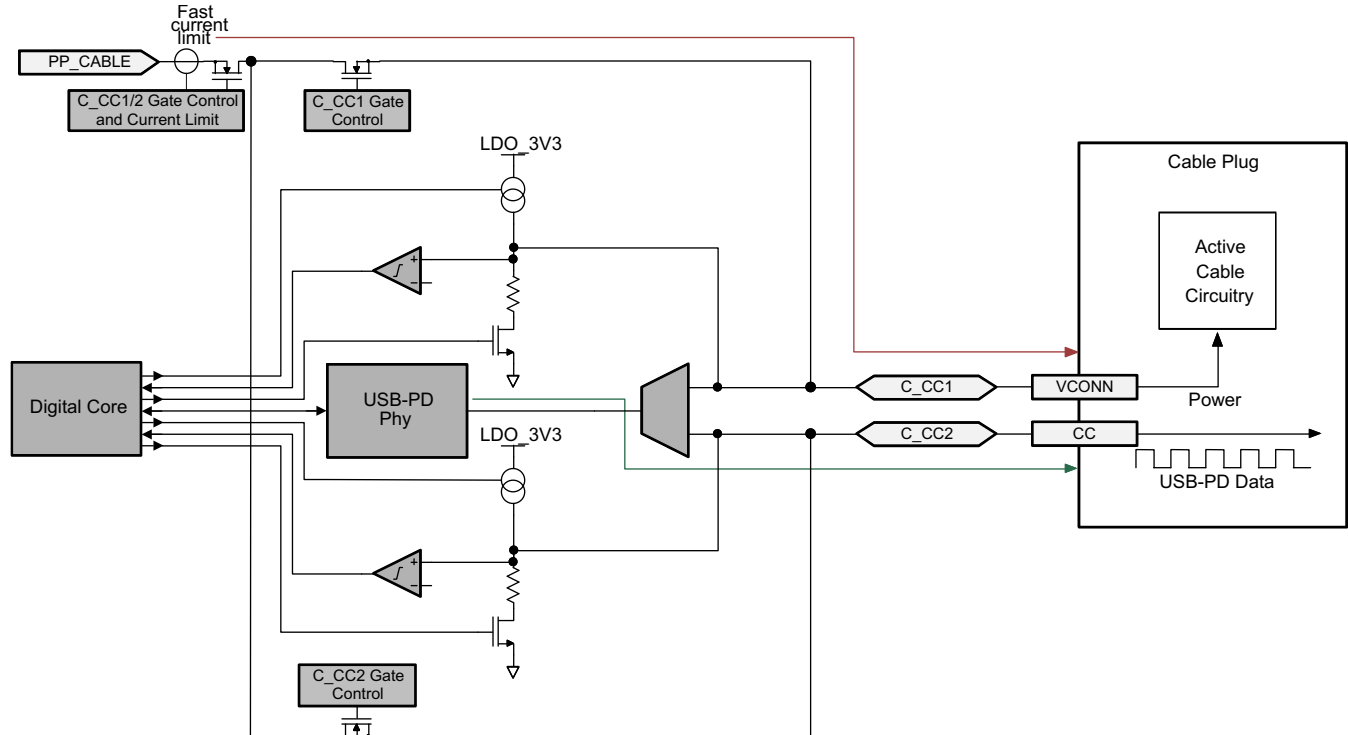 Fast
current
limit
PP_CABLE
C_CC1/2 Gate Control
and Current Limit
C_CC1 Gate
Control
LDO_3V3
Cable Plug
Active
Cable
Circuitry
+
−
Digital Core
USB-PD
Phy
C_CC1
VCONN
Power
C_CC2
CC
USB-PD Data
LDO_3V3
+
−
C_CC2 Gate
Control